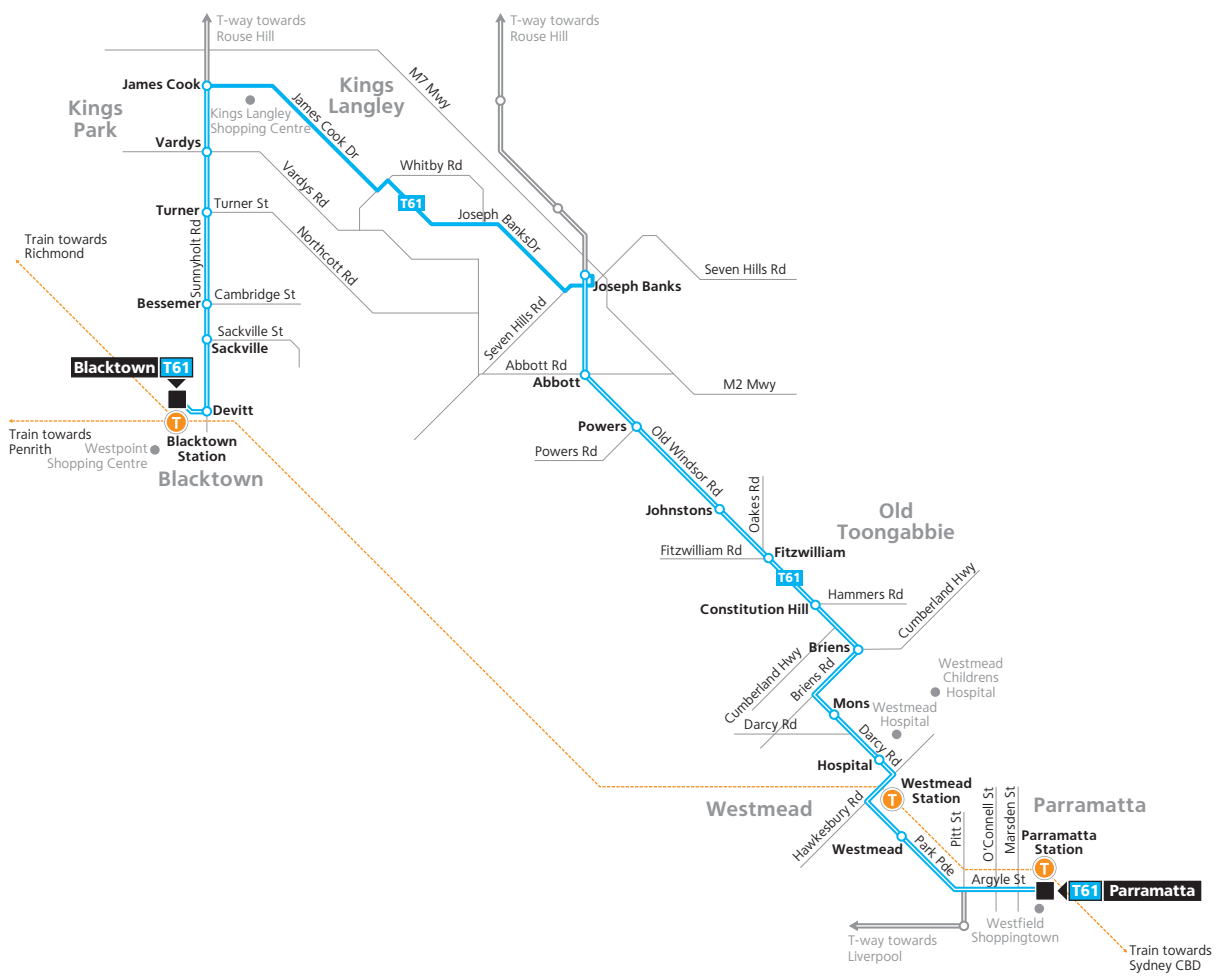 T-way towards
Rouse Hill
T-way towards
Rouse Hill
James Cook
Kings
Park
Kings
Langley
Kings Langley
Shopping Centre
James Cook Dr
M7 Mwy
Vardys
Vardys Rd
Whitby Rd
T61
Turner
Turner St
Joseph BanksDr
Northcott Rd
Sunnyholt Rd
Train towards
Richmond
Seven Hills Rd
Joseph Banks
Bessemer
Cambridge St
Seven Hills Rd
Sackville St
Sackville
Blacktown T61
Abbott Rd
Abbott
M2 Mwy
Devitt
T
Train towards
Penrith
Blacktown
Station
Westpoint
Shopping Centre
Blacktown
Powers
Powers Rd
Old Windsor Rd
Johnstons
Oakes Rd
Old
Toongabbie
Fitzwilliam Rd
Fitzwilliam
T61
Hammers Rd
Constitution Hill
Cumberland Hwy
Briens
Cumberland Hwy
Briens Rd
Westmead
Childrens
Hospital
Mons
Westmead
Hospital
Darcy Rd
Darcy Rd
Hospital
Westmead
Station
T
Westmead
Hawkesbury Rd
Westmead
Park Pde
Pitt St
O'Connell St
Marsden St
Parramatta
Parramatta
Station
T
Argyle St
T61 Parramatta
Westfield
Shoppingtown
T-way towards
Liverpool
Train towards
Sydney CBD